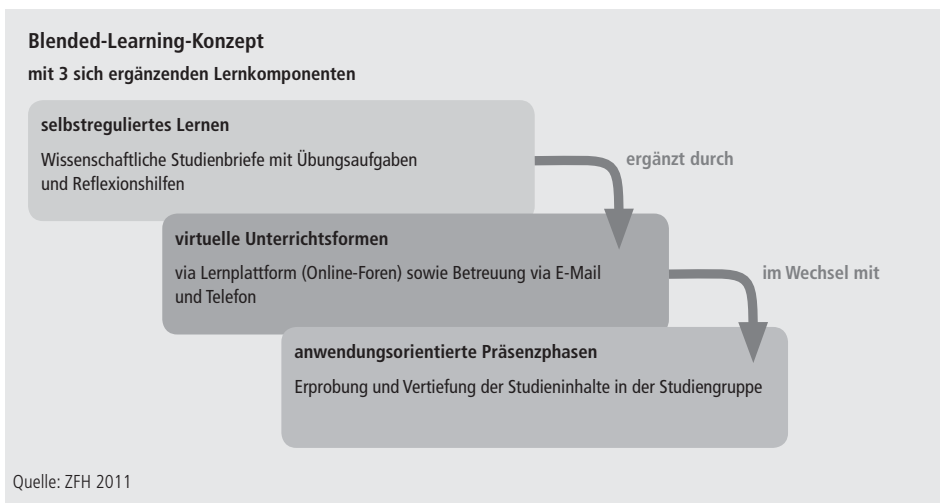 Blended-Learning-Konzept
mit 3 sich ergänzenden Lernkomponenten
selbstreguliertes Lernen
Wissenschaftliche Studienbriefe mit Übungsaufgaben
und Reflexionshilfen
ergänzt durch
virtuelle Unterrichtsformen
via Lernplattform (Online-Foren) sowie Betreuung via E-Mail
und Telefon
im Wechsel mit
anwendungsorientierte Präsenzphasen
Erprobung und Vertiefung der Studieninhalte in der Studiengruppe
Quelle: ZFH 2011